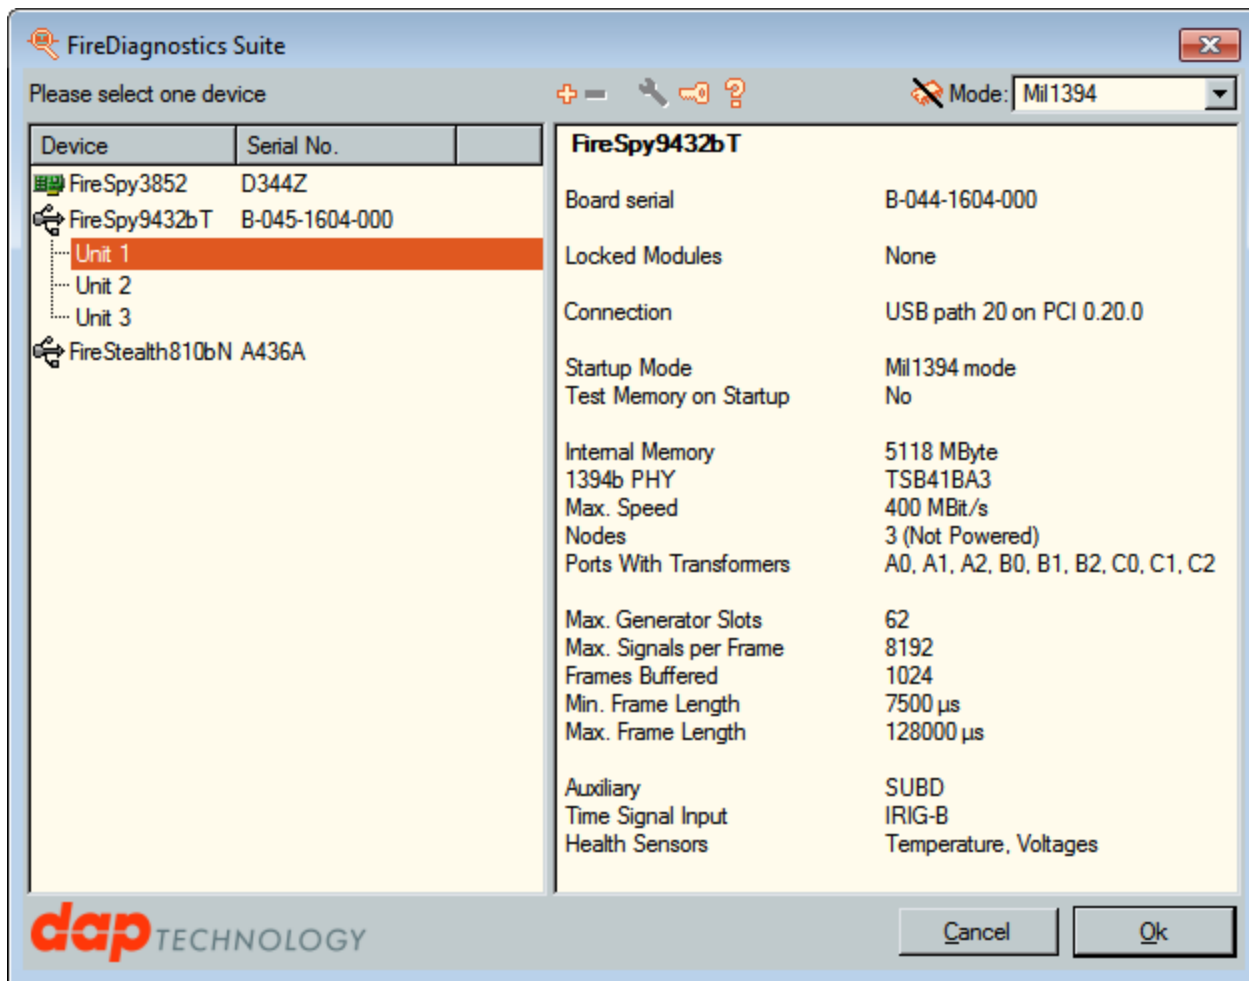 FireDiagnostics Suite
Please select one device
Mode: Mil1394
Device Serial No.
FireSpy3852 D344Z
FireSpy9432bT B-045-1604-000
Unit 1
Unit 2
Unit 3
FireStealth810bN A436A
FireSpy9432bT
Board serial B-044-1604-000
Locked Modules None
Connection USB path 20 on PCI 0.20.0
Startup Mode Mil1394 mode
Test Memory on Startup No
Internal Memory 5118 MByte
1394b PHY TSB41BA3
Max. Speed 400 MBit/s
Nodes 3 (Not Powered)
Ports With Transformers A0, A1, A2, B0, B1, B2, C0, C1, C2
Max. Generator Slots 62
Max. Signals per Frame 8192
Frames Buffered 1024
Min. Frame Length 7500 µs
Max. Frame Length 128000 µs
Auxiliary SUBD
Time Signal Input IRIG-B
Health Sensors Temperature, Voltages
dap TECHNOLOGY
Cancel Ok